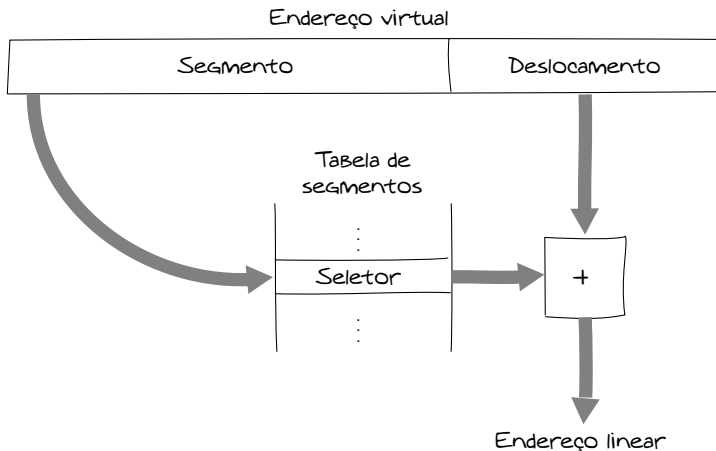 Endereço virtual
Segmento
Deslocamento
Tabela de
segmentos
Seletor
+
Endereço linear